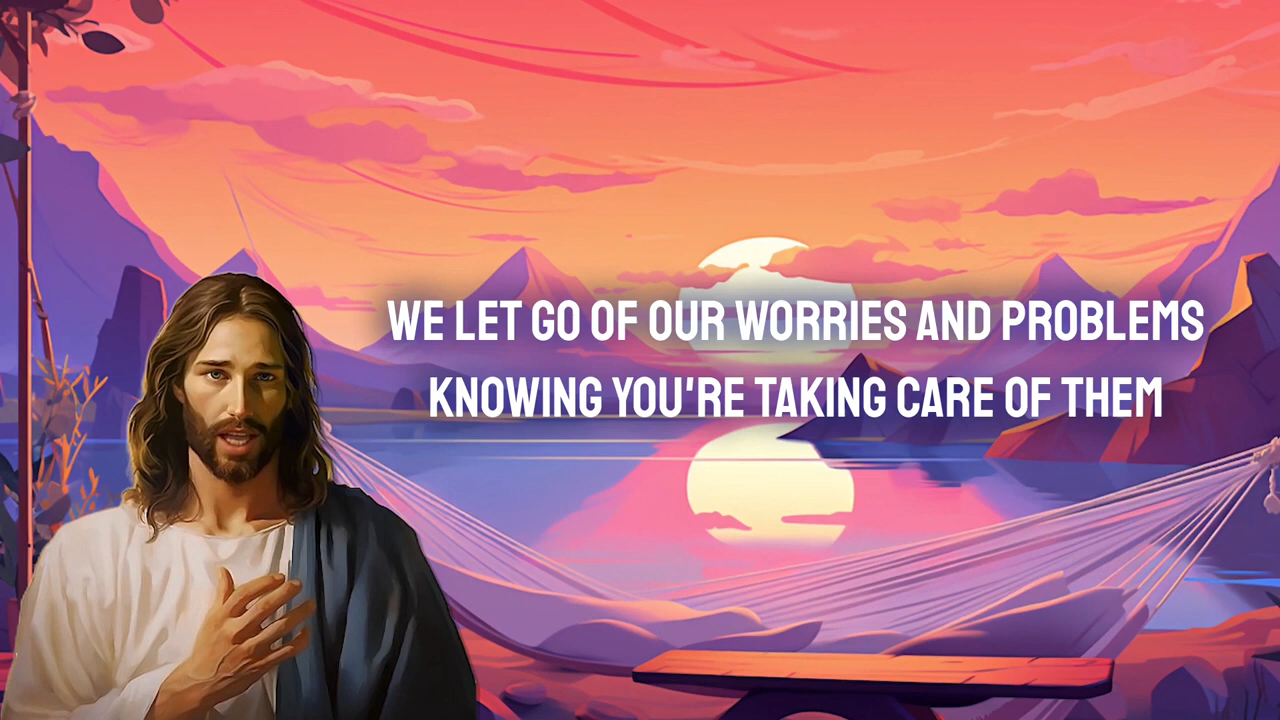 WE LET GO OF OUR WORRIES AND PROBLEMS
KNOWING YOU'RE TAKING CARE OF THEM